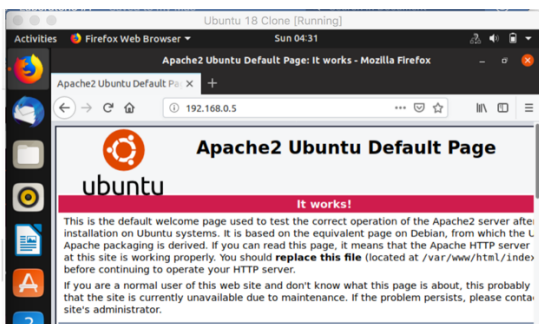 Ubuntu 18 Clone [Running]
Activities Firefox Web Browser Sun 04:31
Apache2 Ubuntu Default Page: It works - Mozilla Firefox
Apache2 Ubuntu Default Pa
192.168.0.5
Apache2 Ubuntu Default Page
ubuntu
It works!
This is the default welcome page used to test the correct operation of the Apache2 server after
installation on Ubuntu systems. It is based on the equivalent page on Debian, from which the U
Apache packaging is derived. If you can read this page, it means that the Apache HTTP server
at this site is working properly. You should replace this file (located at /var/www/html/index
before continuing to operate your HTTP server.
If you are a normal user of this web site and don't know what this page is about, this probably
that the site is currently unavailable due to maintenance. If the problem persists, please conta
site's administrator.